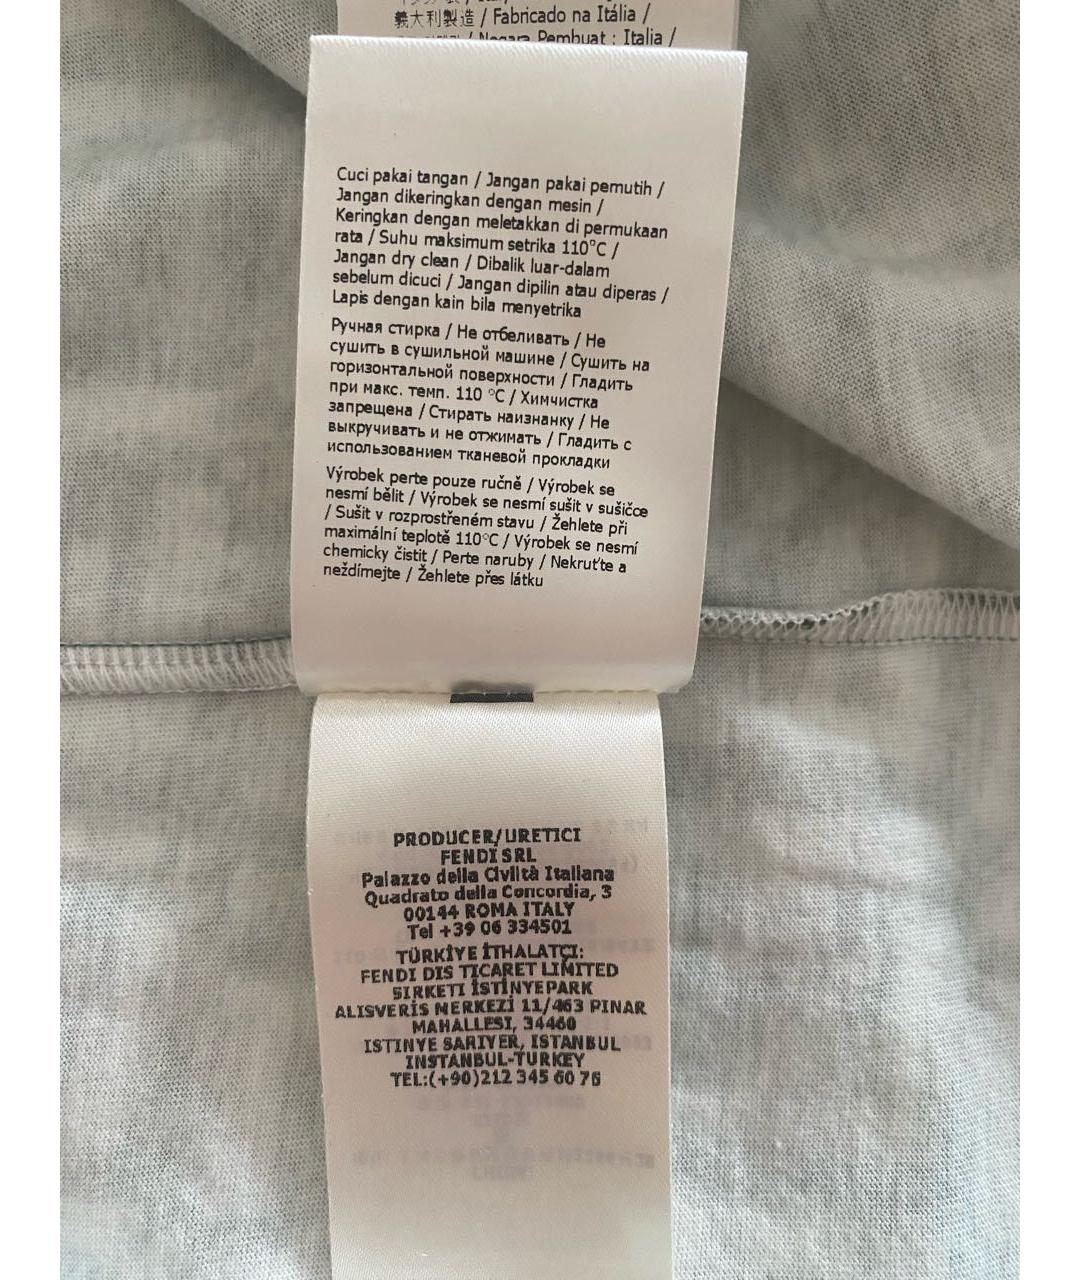 義大利製造 / Fabricado na Itália /
/ Negara Pembuat : Italia /
Cuci pakai tangan / Jangan pakai pemutih /
Jangan dikeringkan dengan mesin /
Keringkan dengan meletakkan di permukaan
rata / Suhu maksimum setrika 110°C /
Jangan dry clean / Dibalik luar-dalam
sebelum dicuci / Jangan dipilin atau diperas /
Lapis dengan kain bila menyetrika
Ручная стирка / Не отбеливать / Не
сушить в сушильной машине / Сушить на
горизонтальной поверхности / Гладить
при макс. темп. 110 °C / Химчистка
запрещена / Стирать наизнанку / Не
выкручивать и не отжимать / Гладить с
использованием тканевой прокладки
Výrobek perte pouze ručně / Výrobek se
nesmí bělit / Výrobek se nesmí sušit v sušičce
/ Sušit v rozprostřeném stavu / Žehlete při
maximální teplotě 110°C / Výrobek se nesmí
chemicky čistit / Perte naruby / Nekruťte a
neždímejte / Žehlete přes látku
PRODUCER/URETICI
FENDI SRL
Palazzo della Civiltà Italiana
Quadrato della Concordia, 3
00144 ROMA ITALY
Tel +39 06 334501
TÜRKİYE İTHALATÇI:
FENDI DIS TICARET LIMITED
SIRKETI İSTİNYEPARK
ALISVERİS MERKEZİ 11/463 PINAR
MAHALLESI, 34460
ISTINYE SARIYER, ISTANBUL
INSTANBUL-TURKEY
TEL:(+90)212 345 60 76